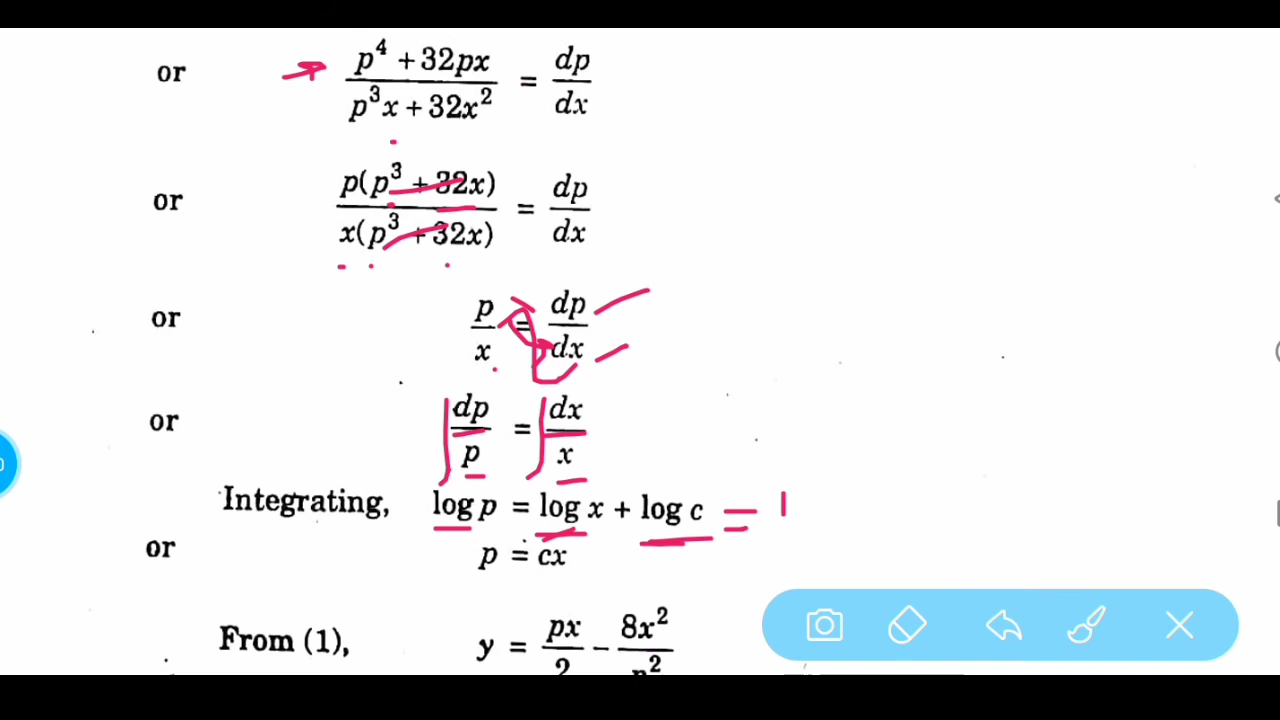 or p⁴ + 32px / p³x + 32x² = dp/dx
or p(p³ + 32x) / x(p³ + 32x) = dp/dx
or p/x = dp/dx
or dp/p = dx/x
Integrating, log p = log x + log c
or p = cx
From (1), y = px/2 − 8x²/p²